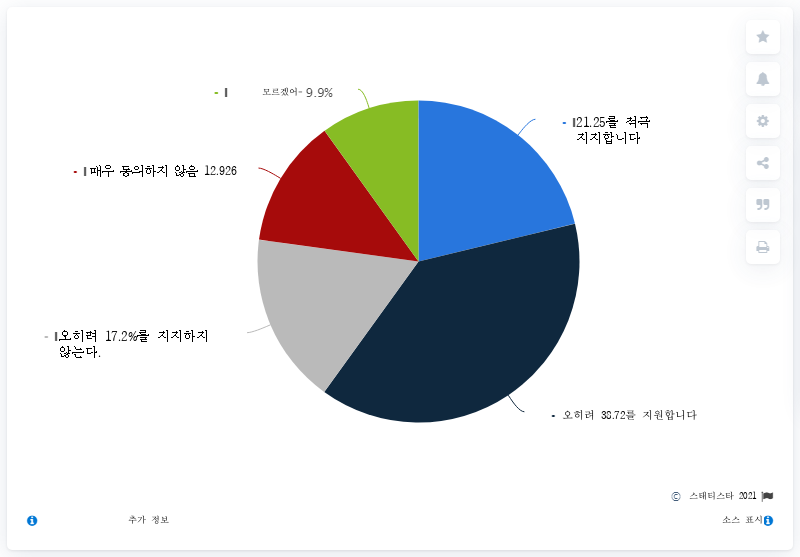 - 모르겠어- 9.9%
- 21.25를 적극
지지합니다
- 매우 동의하지 않음 12.926
- 오히려 17.2%를 지지하지
않는다.
- 오히려 38.72를 지원합니다
© 스태티스타 2021
추가 정보
소스 표시